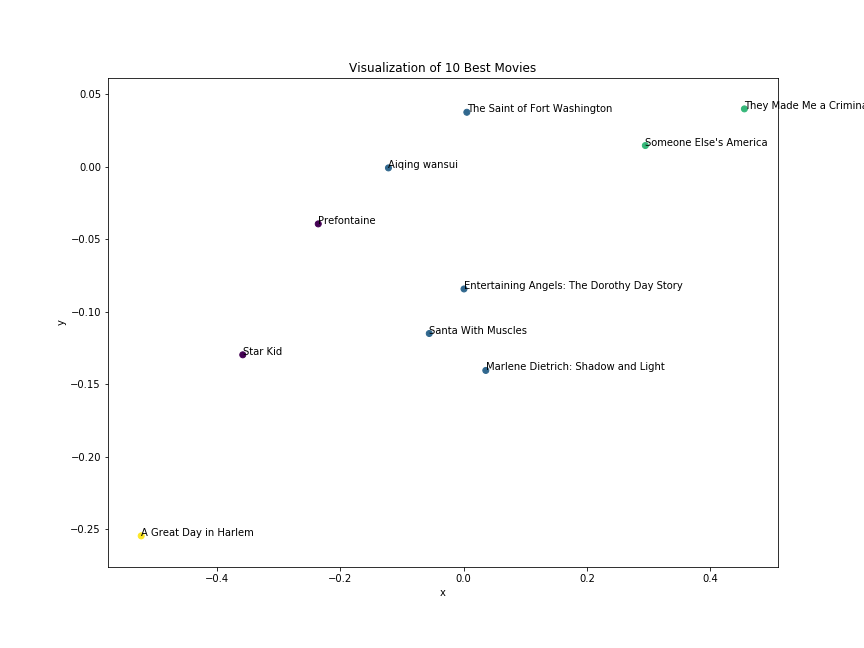 Visualization of 10 Best Movies
0.05
The Saint of Fort Washington
They Made Me a Crimina
Someone Else's America
0.00
Aiqing wansui
Prefontaine
−0.05
Entertaining Angels: The Dorothy Day Story
−0.10
y
Santa With Muscles
Star Kid
Marlene Dietrich: Shadow and Light
−0.15
−0.20
−0.25
A Great Day in Harlem
−0.4
−0.2
0.0
0.2
0.4
x